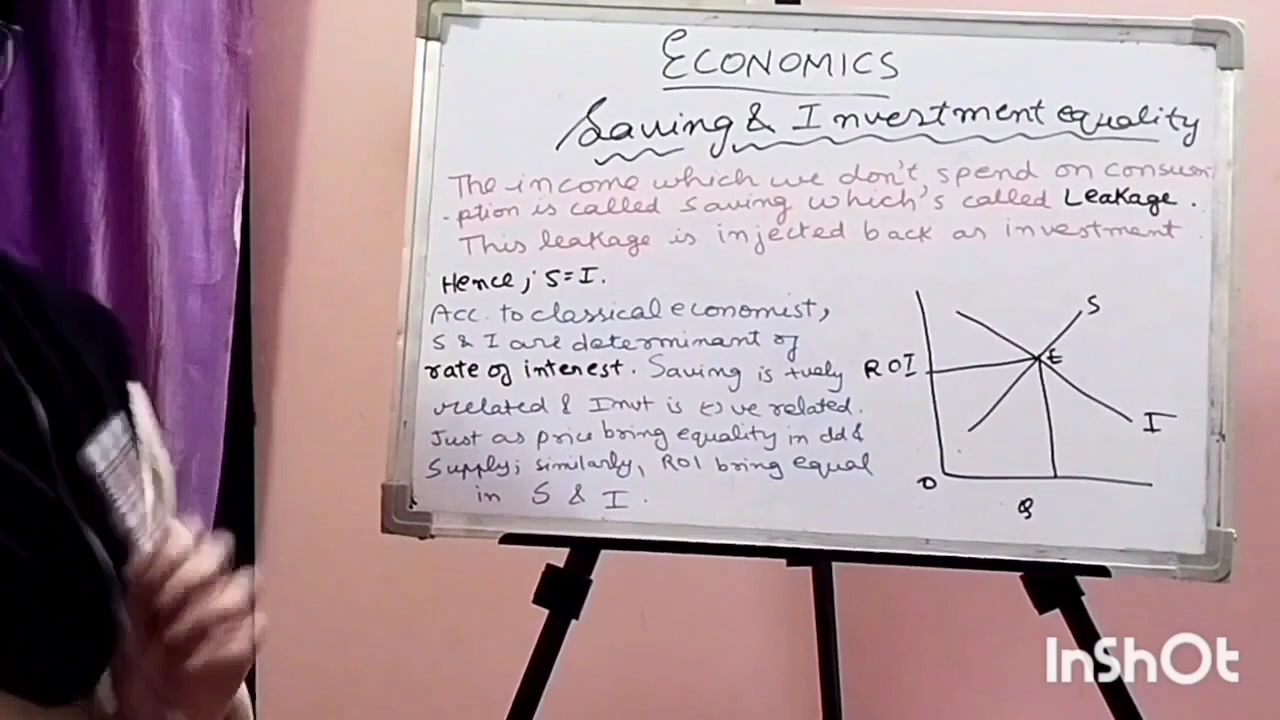 ECONOMICS
Saving & Investment equality
The income which we don't spend on consum
-ption is called saving which's called Leakage.
This leakage is injected back as investment
Hence; S=I.
Acc. to classical economist,
S & I are determinant of
rate of interest. Saving is +vely
related & Invt is (-)ve related.
Just as price bring equality in dd &
Supply; similarly, ROI bring equal
in S & I.
S
E
ROI
I
O
Q
InShOt